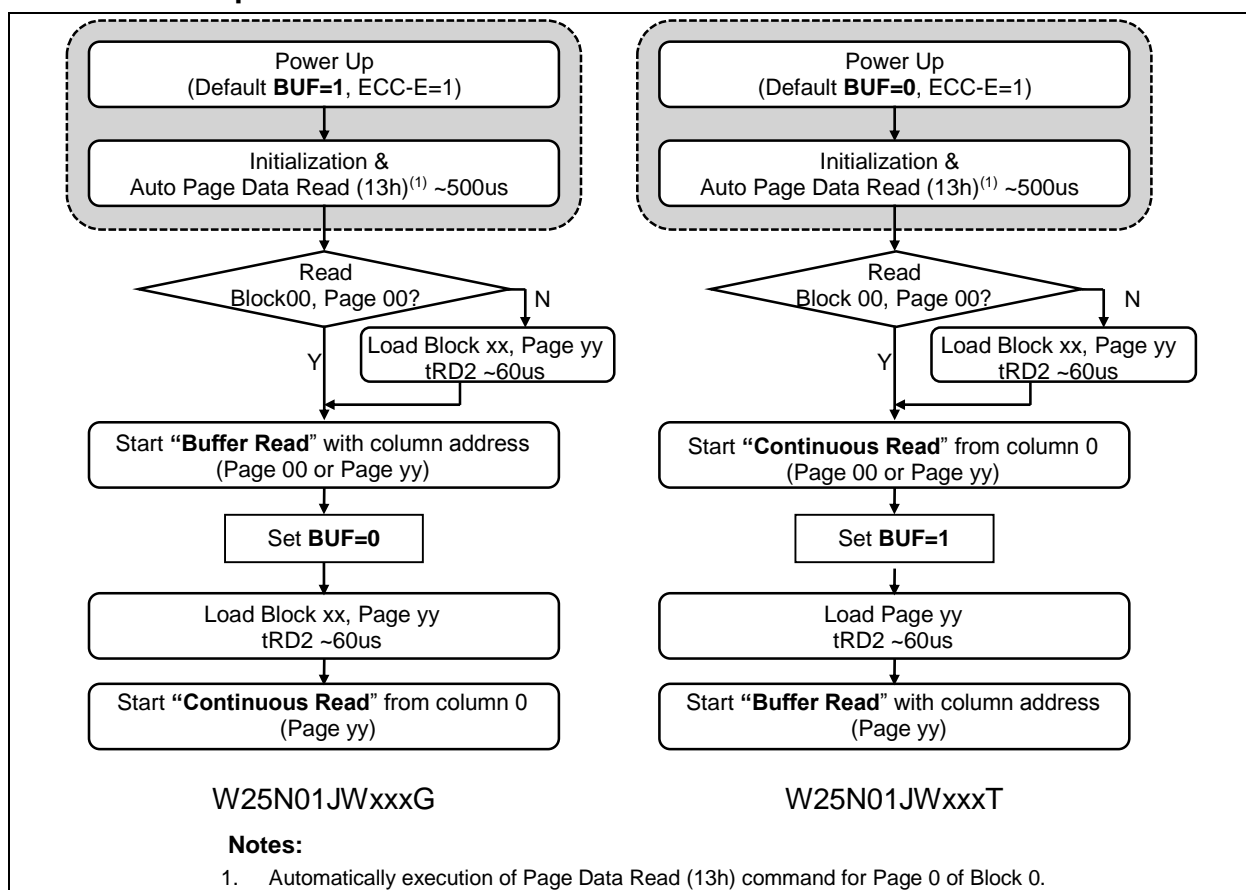 Power Up
(Default BUF=1, ECC-E=1)
Initialization &
Auto Page Data Read (13h)(1) ~500us
Read
Block00, Page 00?
N
Load Block xx, Page yy
tRD2 ~60us
Y
Start “Buffer Read” with column address
(Page 00 or Page yy)
Set BUF=0
Load Block xx, Page yy
tRD2 ~60us
Start “Continuous Read” from column 0
(Page yy)
W25N01JWxxxG
Power Up
(Default BUF=0, ECC-E=1)
Initialization &
Auto Page Data Read (13h)(1) ~500us
Read
Block 00, Page 00?
N
Load Block xx, Page yy
tRD2 ~60us
Y
Start “Continuous Read” from column 0
(Page 00 or Page yy)
Set BUF=1
Load Page yy
tRD2 ~60us
Start “Buffer Read” with column address
(Page yy)
W25N01JWxxxT
Notes:
1. Automatically execution of Page Data Read (13h) command for Page 0 of Block 0.